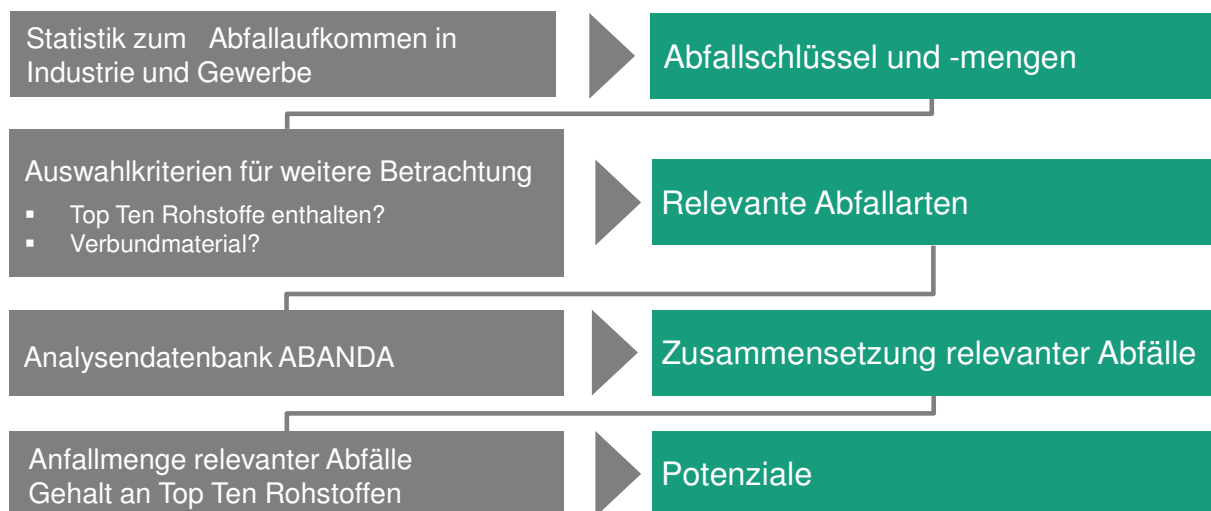 Statistik zum Abfallaufkommen in
Industrie und Gewerbe
Abfallschlüssel und -mengen
Auswahlkriterien für weitere Betrachtung
▪ Top Ten Rohstoffe enthalten?
▪ Verbundmaterial?
Relevante Abfallarten
Analysendatenbank ABANDA
Zusammensetzung relevanter Abfälle
Anfallmenge relevanter Abfälle
Gehalt an Top Ten Rohstoffen
Potenziale